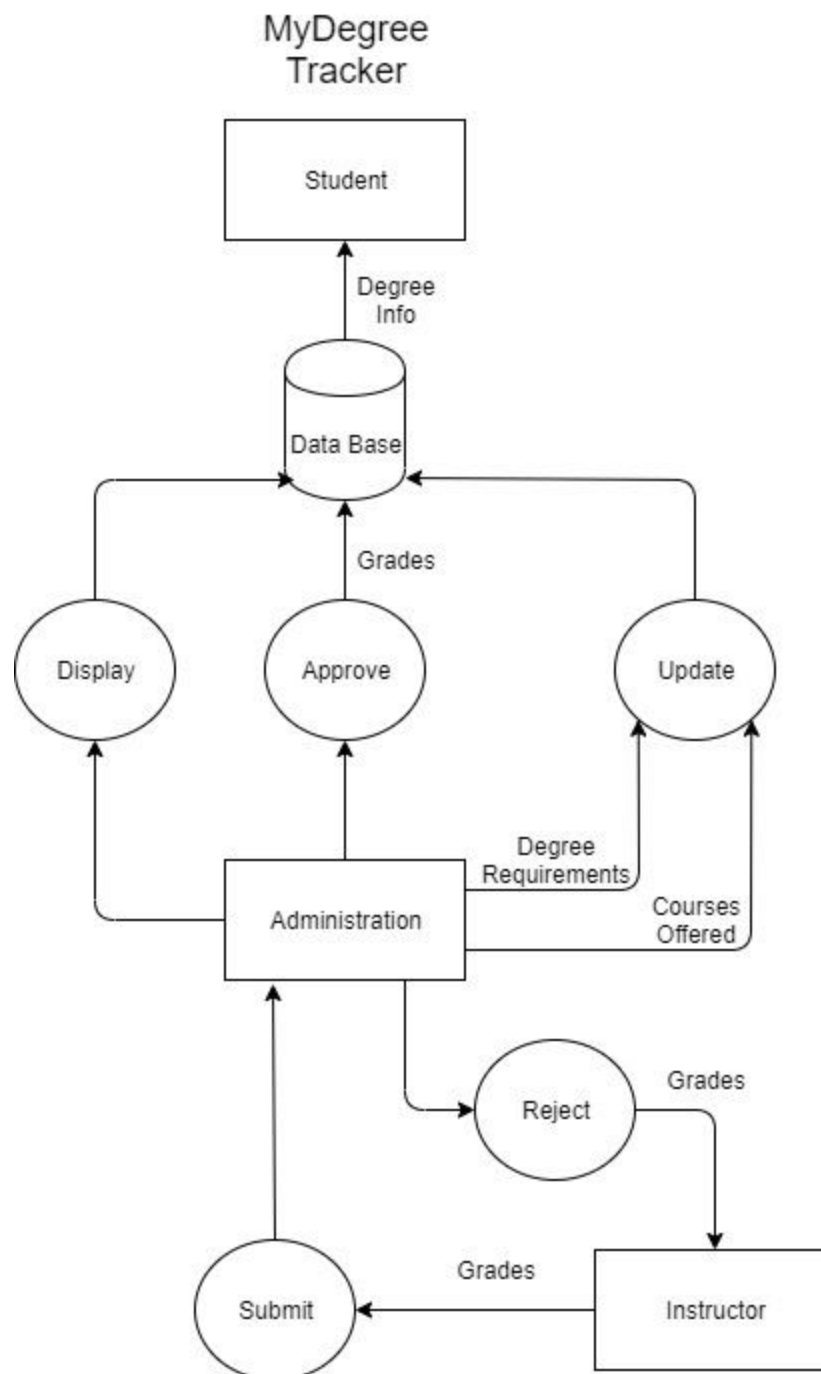 MyDegree
Tracker
Student
Degree
Info
Data Base
Grades
Display
Approve
Update
Degree
Requirements
Courses
Offered
Administration
Reject
Grades
Grades
Submit
Instructor